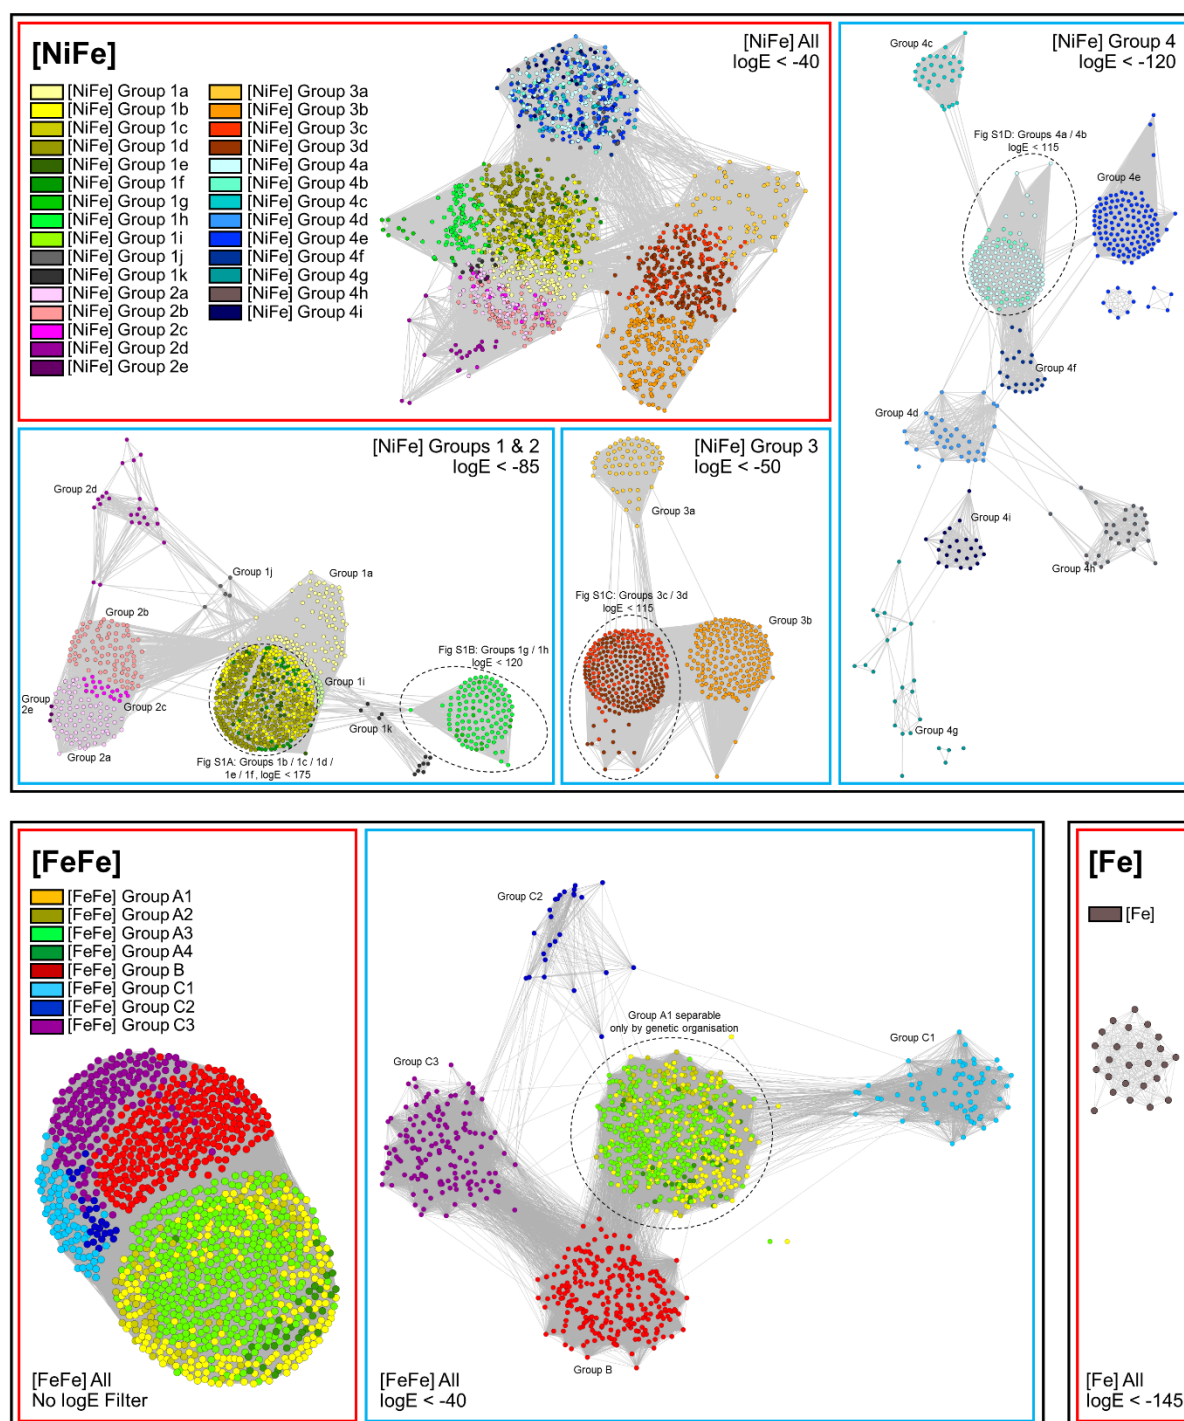 [NiFe]
[NiFe] Group 1a
[NiFe] Group 1b
[NiFe] Group 1c
[NiFe] Group 1d
[NiFe] Group 1e
[NiFe] Group 1f
[NiFe] Group 1g
[NiFe] Group 1h
[NiFe] Group 1i
[NiFe] Group 1j
[NiFe] Group 1k
[NiFe] Group 2a
[NiFe] Group 2b
[NiFe] Group 2c
[NiFe] Group 2d
[NiFe] Group 2e
[NiFe] Group 3a
[NiFe] Group 3b
[NiFe] Group 3c
[NiFe] Group 3d
[NiFe] Group 4a
[NiFe] Group 4b
[NiFe] Group 4c
[NiFe] Group 4d
[NiFe] Group 4e
[NiFe] Group 4f
[NiFe] Group 4g
[NiFe] Group 4h
[NiFe] Group 4i
[NiFe] All
logE < -40
[NiFe] Group 4
logE < -120
Group 4c
Fig S1D: Groups 4a / 4b
logE < 115
Group 4e
Group 4f
Group 4d
Group 4i
Group 4h
Group 4g
[NiFe] Groups 1 & 2
logE < -85
Group 2d
Group 1j
Group 1a
Group 2b
Fig S1B: Groups 1g / 1h
logE < 120
Group 1i
Group
2e
Group 2c
Group 1k
Group 2a
Fig S1A: Groups 1b / 1c / 1d /
1e / 1f, logE < 175
[NiFe] Group 3
logE < -50
Group 3a
Fig S1C: Groups 3c / 3d
logE < 115
Group 3b
[FeFe]
[FeFe] Group A1
[FeFe] Group A2
[FeFe] Group A3
[FeFe] Group A4
[FeFe] Group B
[FeFe] Group C1
[FeFe] Group C2
[FeFe] Group C3
[FeFe] All
No logE Filter
Group C2
Group A1 separable
only by genetic organisation
Group C1
Group C3
Group B
[FeFe] All
logE < -40
[Fe]
[Fe]
[Fe] All
logE < -145